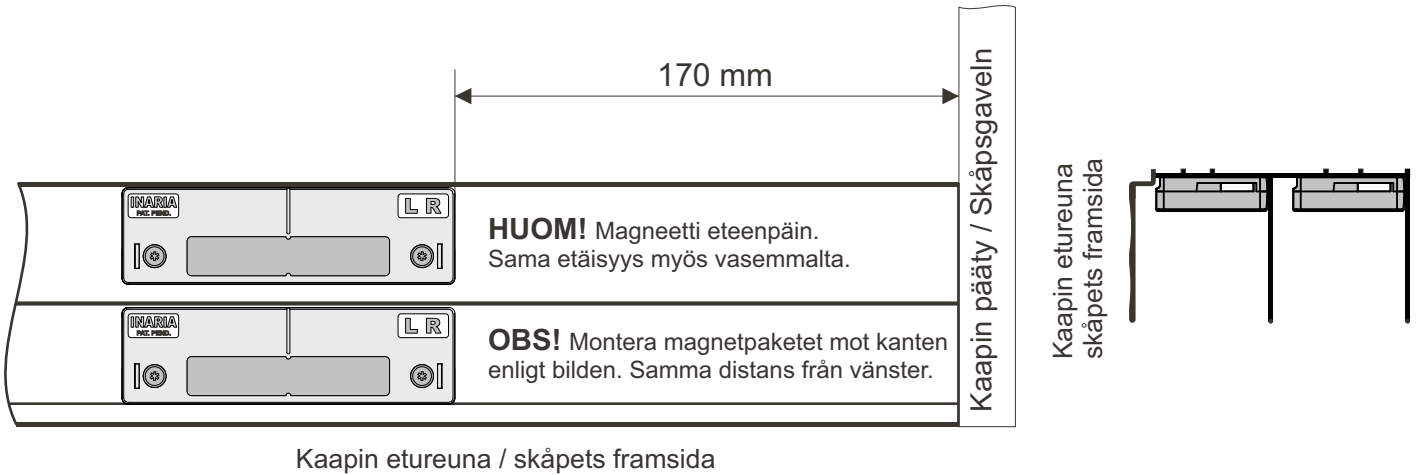 170 mm
INARIA
PAT. PEND.
L R
HUOM! Magneetti eteenpäin.
Sama etäisyys myös vasemmalta.
INARIA
PAT. PEND.
L R
OBS! Montera magnetpaketet mot kanten
enligt bilden. Samma distans från vänster.
Kaapin pääty / Skåpsgaveln
Kaapin etureuna
skåpets framsida
Kaapin etureuna / skåpets framsida